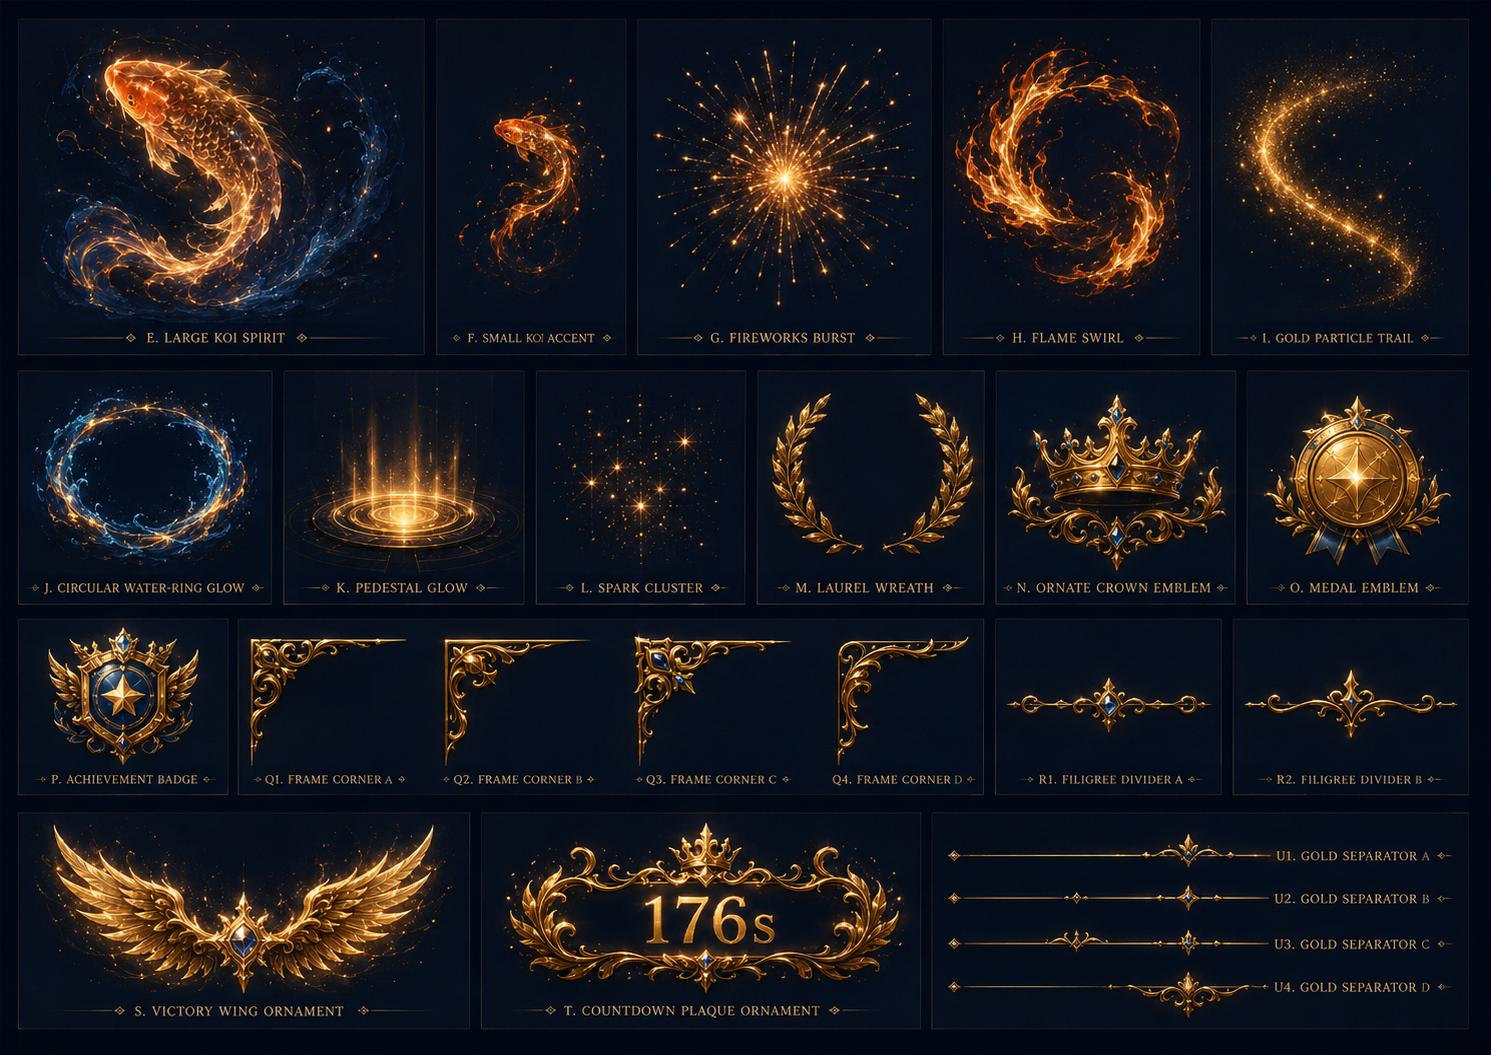 E. LARGE KOI SPIRIT
F. SMALL KOI ACCENT
G. FIREWORKS BURST
H. FLAME SWIRL
I. GOLD PARTICLE TRAIL
J. CIRCULAR WATER-RING GLOW
K. PEDESTAL GLOW
L. SPARK CLUSTER
M. LAUREL WREATH
N. ORNATE CROWN EMBLEM
O. MEDAL EMBLEM
P. ACHIEVEMENT BADGE
Q1. FRAME CORNER A
Q2. FRAME CORNER B
Q3. FRAME CORNER C
Q4. FRAME CORNER D
R1. FILIGREE DIVIDER A
R2. FILIGREE DIVIDER B
S. VICTORY WING ORNAMENT
176s
T. COUNTDOWN PLAQUE ORNAMENT
U1. GOLD SEPARATOR A
U2. GOLD SEPARATOR B
U3. GOLD SEPARATOR C
U4. GOLD SEPARATOR D